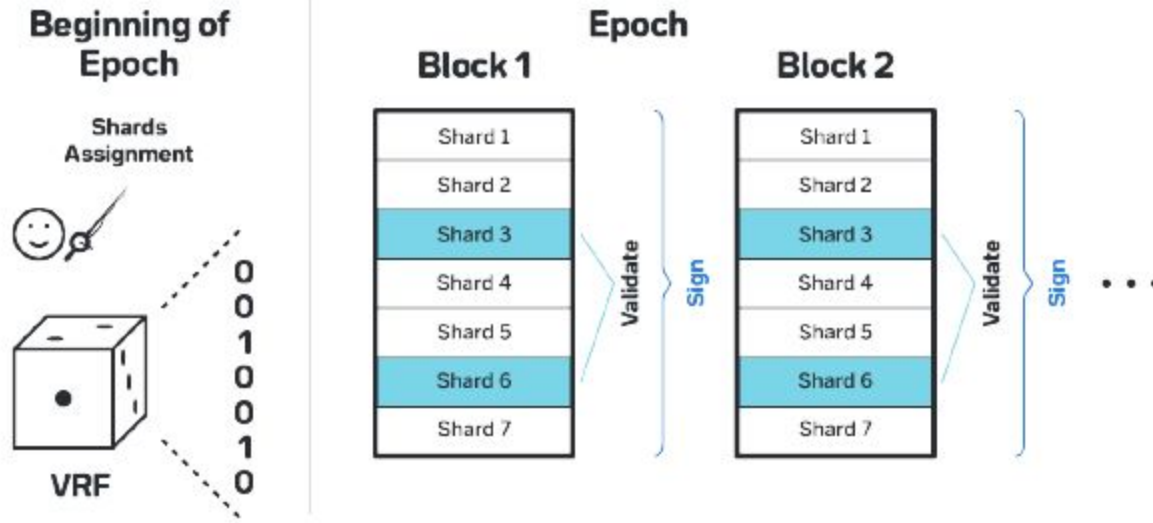 Beginning of
Epoch
Shards
Assignment
0
0
1
0
0
1
0
VRF
Epoch
Block 1
Shard 1
Shard 2
Shard 3
Shard 4
Shard 5
Shard 6
Shard 7
Validate
Sign
Block 2
Shard 1
Shard 2
Shard 3
Shard 4
Shard 5
Shard 6
Shard 7
Validate
Sign
• • •